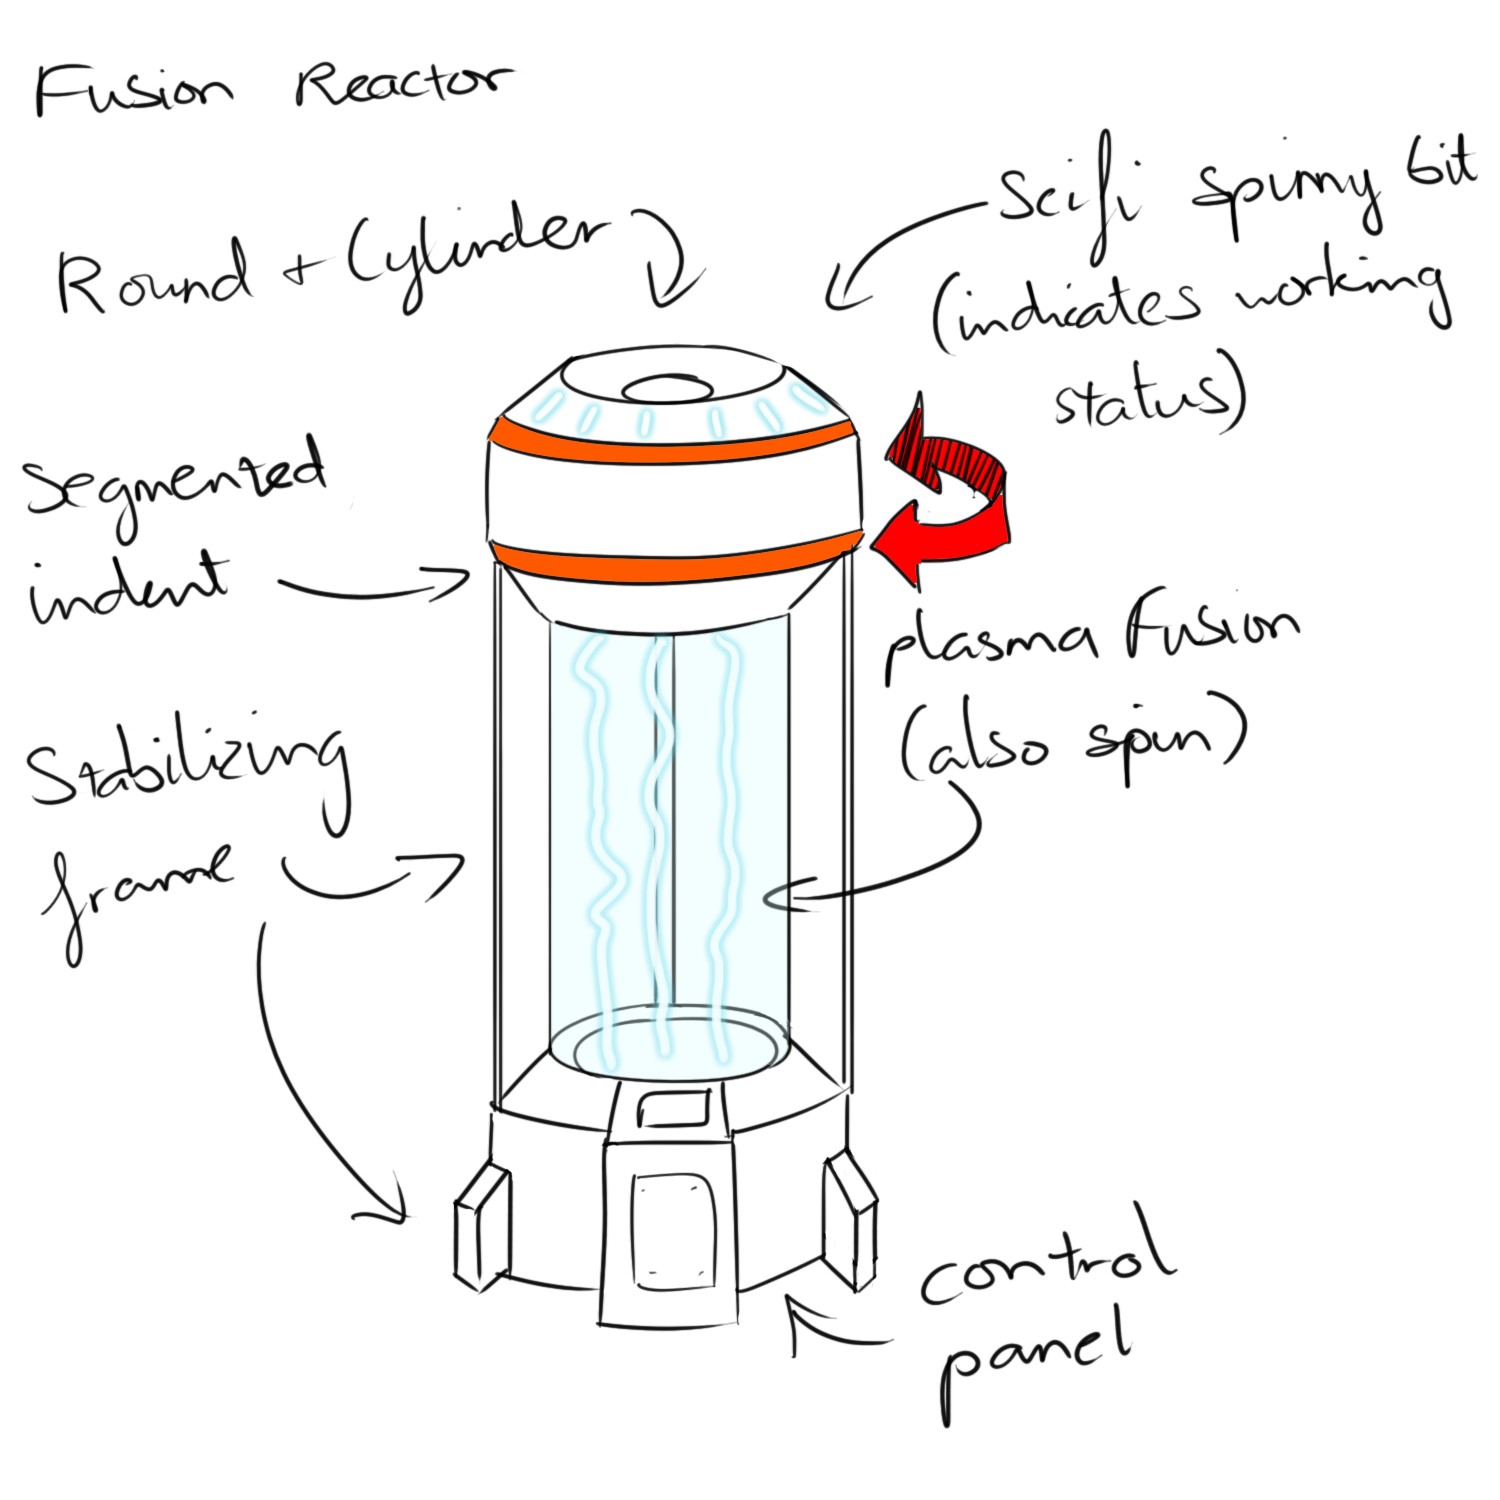 Fusion Reactor
Round + Cylinder
Scifi spinny bit
(indicates working
status)
Segmented
indent
plasma Fusion
(also spin)
Stabilizing
frame
control
panel